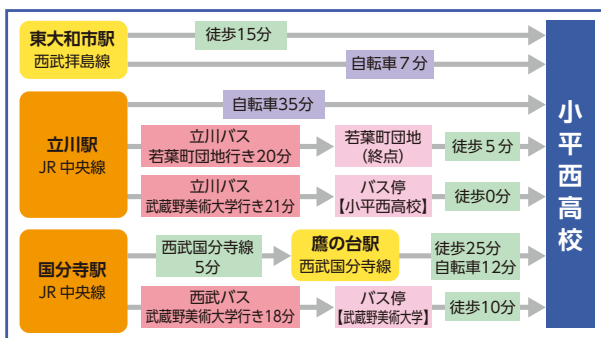 東大和市駅
西武拝島線
徒歩15分
自転車7分
立川駅
JR中央線
自転車35分
立川バス
若葉町団地行き20分
若葉町団地
(終点)
徒歩5分
立川バス
武蔵野美術大学行き21分
バス停
【小平西高校】
徒歩0分
国分寺駅
JR中央線
西武国分寺線
5分
鷹の台駅
西武国分寺線
徒歩25分
自転車12分
西武バス
武蔵野美術大学行き18分
バス停
【武蔵野美術大学】
徒歩10分
小平西高校